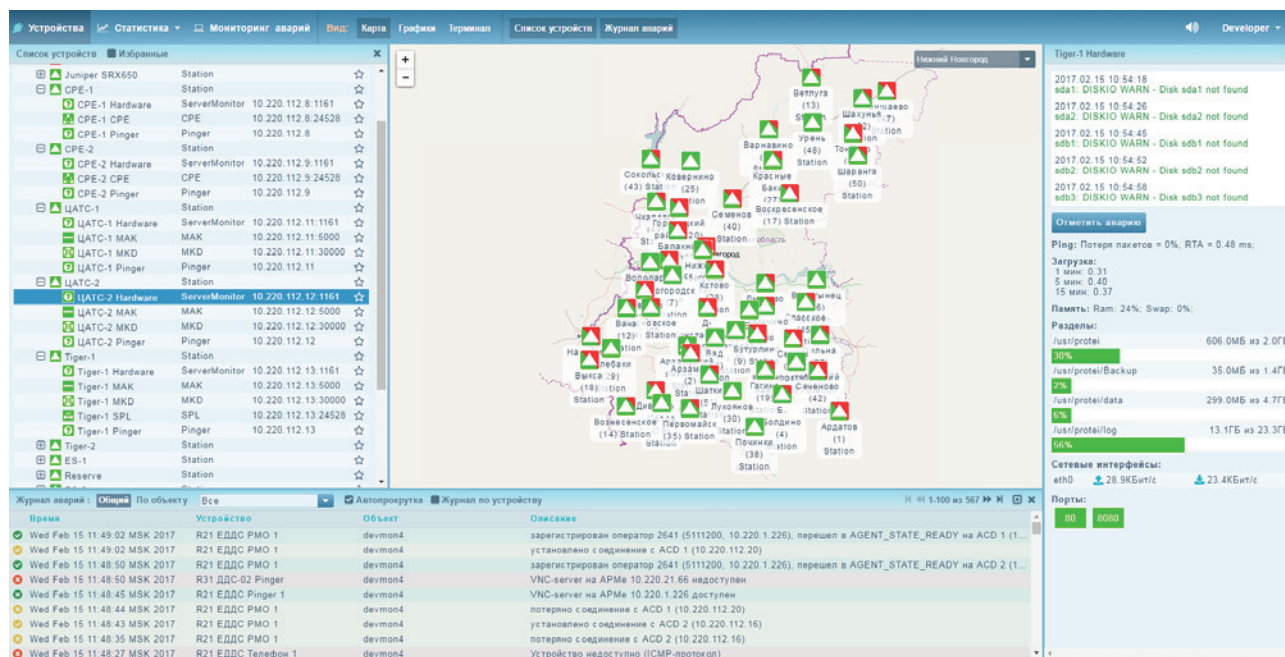 Устройства Статистика Мониторинг аварий Вид: Карта Графики Терминал Список устройств Журнал аварий Developer
Список устройств Избранные
Juniper SRX650 Station
CPE-1 Station
CPE-1 Hardware ServerMonitor 10.220.112.8:1161
CPE-1 CPE CPE 10.220.112.8:24528
CPE-1 Pinger Pinger 10.220.112.8
CPE-2 Station
CPE-2 Hardware ServerMonitor 10.220.112.9:1161
CPE-2 CPE CPE 10.220.112.9:24528
CPE-2 Pinger Pinger 10.220.112.9
ЦАТС-1 Station
ЦАТС-1 Hardware ServerMonitor 10.220.112.11:1161
ЦАТС-1 МАК МАК 10.220.112.11:5000
ЦАТС-1 MKD MKD 10.220.112.11:30000
ЦАТС-1 Pinger Pinger 10.220.112.11
ЦАТС-2 Station
ЦАТС-2 Hardware ServerMonitor 10.220.112.12:1161
ЦАТС-2 МАК МАК 10.220.112.12:5000
ЦАТС-2 MKD MKD 10.220.112.12:30000
ЦАТС-2 Pinger Pinger 10.220.112.12
Tiger-1 Station
Tiger-1 Hardware ServerMonitor 10.220.112.13:1161
Tiger-1 МАК МАК 10.220.112.13:5000
Tiger-1 MKD MKD 10.220.112.13:30000
Tiger-1 SPL SPL 10.220.112.13:24528
Tiger-1 Pinger Pinger 10.220.112.13
Tiger-2 Station
ES-1 Station
Reserve Station
+
−
Нижний Новгород
Ветлуга
(13)
Урень
(48)
Station
Варнавино
Шаранга
(50)
Station
Ковернино
(25)
(43) Station
Красные
Семенов
(40)
Station
Воскресенское
(17) Station
область
Кстово
Выкса
(18)
Station
Вознесенское
(14) Station
Первомайск
(35) Station
Лукоянов
(30)
Починки
(38)
Station
(4)
Station
Семеново
(42)
Ардатов
(1)
Station
Tiger-1 Hardware
2017.02.15 10:54:18
sda1: DISKIO WARN - Disk sda1 not found
2017.02.15 10:54:26
sda2: DISKIO WARN - Disk sda2 not found
2017.02.15 10:54:45
sdb1: DISKIO WARN - Disk sdb1 not found
2017.02.15 10:54:52
sdb2: DISKIO WARN - Disk sdb2 not found
2017.02.15 10:54:58
sdb3: DISKIO WARN - Disk sdb3 not found
Отметить аварию
Ping: Потеря пакетов = 0%, RTA = 0.48 ms;
Загрузка:
1 мин: 0.31
5 мин: 0.40
15 мин: 0.37
Память: Ram: 24%; Swap: 0%;
Разделы:
/usr/protei 606.0МБ из 2.0ГБ
30%
/usr/protei/Backup 35.0МБ из 1.4ГБ
2%
/usr/protei/data 299.0МБ из 4.7ГБ
6%
/usr/protei/log 13.1ГБ из 23.3ГБ
56%
Сетевые интерфейсы:
eth0 28.9КБит/с 23.4КБит/с
Порты:
80 8080
Журнал аварий : Общий По объекту Все Автопрокрутка Журнал по устройству 1-100 из 567
Время Устройство Объект Описание
Wed Feb 15 11:49:02 MSK 2017 R21 ЕДДС РМО 1 devmon4 зарегистрирован оператор 2641 (5111200, 10.220.1.226), перешел в AGENT_STATE_READY на ACD 1 (1...
Wed Feb 15 11:49:02 MSK 2017 R21 ЕДДС РМО 1 devmon4 установлено соединение с ACD 1 (10.220.112.20)
Wed Feb 15 11:48:50 MSK 2017 R21 ЕДДС РМО 1 devmon4 зарегистрирован оператор 2641 (5111200, 10.220.1.226), перешел в AGENT_STATE_READY на ACD 2 (1...
Wed Feb 15 11:48:50 MSK 2017 R31 ДДС-02 Pinger devmon4 VNC-server на АРМе 10.220.21.66 недоступен
Wed Feb 15 11:48:45 MSK 2017 R21 ЕДДС Pinger 1 devmon4 VNC-server на АРМе 10.220.1.226 доступен
Wed Feb 15 11:48:44 MSK 2017 R21 ЕДДС РМО 1 devmon4 потеряно соединение с ACD 1 (10.220.112.20)
Wed Feb 15 11:48:43 MSK 2017 R21 ЕДДС РМО 1 devmon4 установлено соединение с ACD 2 (10.220.112.16)
Wed Feb 15 11:48:35 MSK 2017 R21 ЕДДС РМО 1 devmon4 потеряно соединение с ACD 2 (10.220.112.16)
Wed Feb 15 11:48:27 MSK 2017 R21 ЕДДС Телефон 1 devmon4 Устройство недоступно (ICMP-протокол)